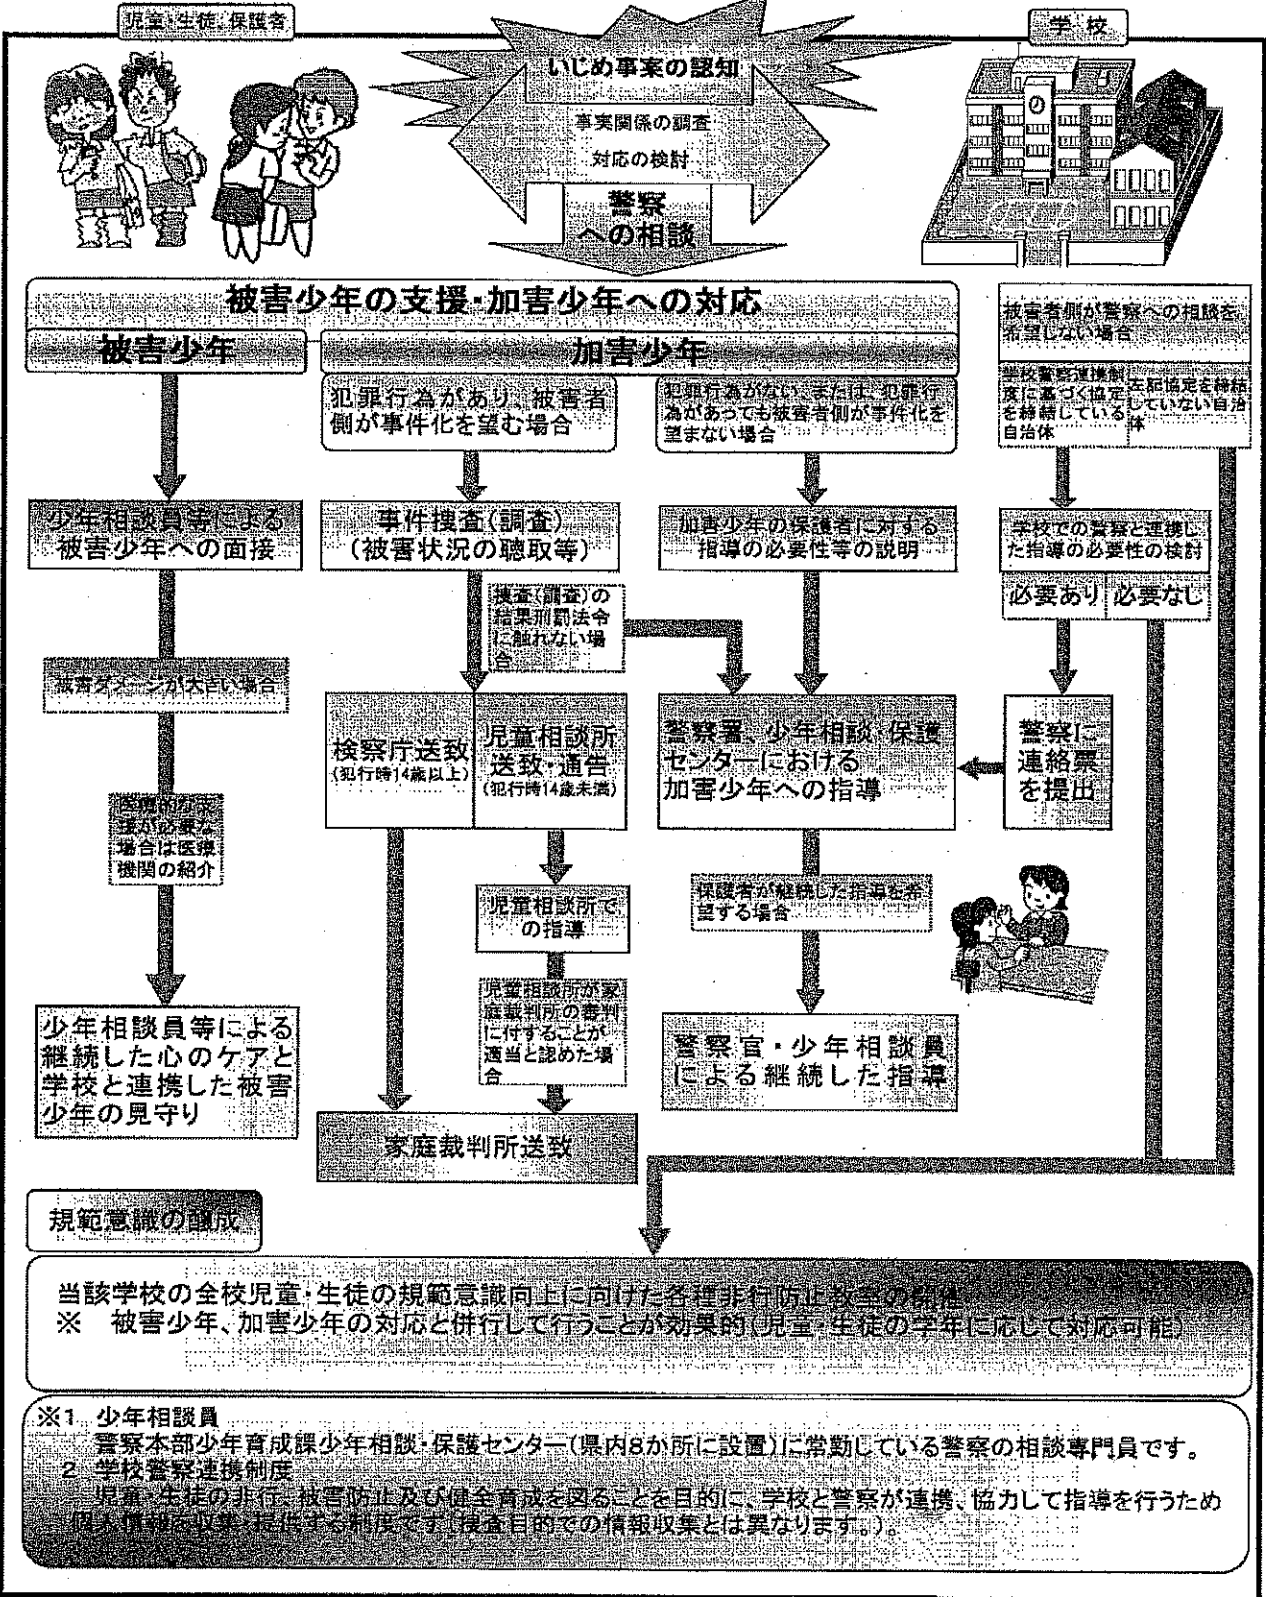 児童、生徒、保護者
学 校
いじめ事案の認知
事実関係の調査
対応の検討
警察
への相談
被害少年の支援・加害少年への対応
被害少年
加害少年
犯罪行為があり、被害者
側が事件化を望む場合
犯罪行為がない、または、犯罪行
為があっても被害者側が事件化を
望まない場合
被害者側が警察への相談を
希望しない場合
学校警察連携制
度に基づく協定
を締結している
自治体
左記協定を締結
していない自治
体
少年相談員等による
被害少年への面接
事件捜査(調査)
(被害状況の聴取等)
加害少年の保護者に対する
指導の必要性等の説明
学校での警察と連携し
た指導の必要性の検討
必要あり
必要なし
捜査(調査)の
結果刑罰法令
に触れない場
合
被害ダメージが大きい場合
検察庁送致
(犯行時14歳以上)
児童相談所
送致・通告
(犯行時14歳未満)
警察署、少年相談・保護
センターにおける
加害少年への指導
警察に
連絡票
を提出
医療的な支
援が必要な
場合は医療
機関の紹介
児童相談所で
の指導
保護者が継続した指導を希
望する場合
児童相談所が家
庭裁判所の審判
に付することが
適当と認めた場
合
少年相談員等による
継続した心のケアと
学校と連携した被害
少年の見守り
警察官・少年相談員
による継続した指導
家庭裁判所送致
規範意識の醸成
当該学校の全校児童・生徒の規範意識向上に向けた各種非行防止教室の開催
※ 被害少年、加害少年の対応と併行して行うことが効果的(児童・生徒の学年に応じて対応可能)
※1 少年相談員
警察本部少年育成課少年相談・保護センター(県内8か所に設置)に常勤している警察の相談専門員です。
2 学校警察連携制度
児童・生徒の非行、被害防止及び健全育成を図ることを目的に、学校と警察が連携、協力して指導を行うため
個人情報を収集・提供する制度です(捜査目的での情報収集とは異なります。)。